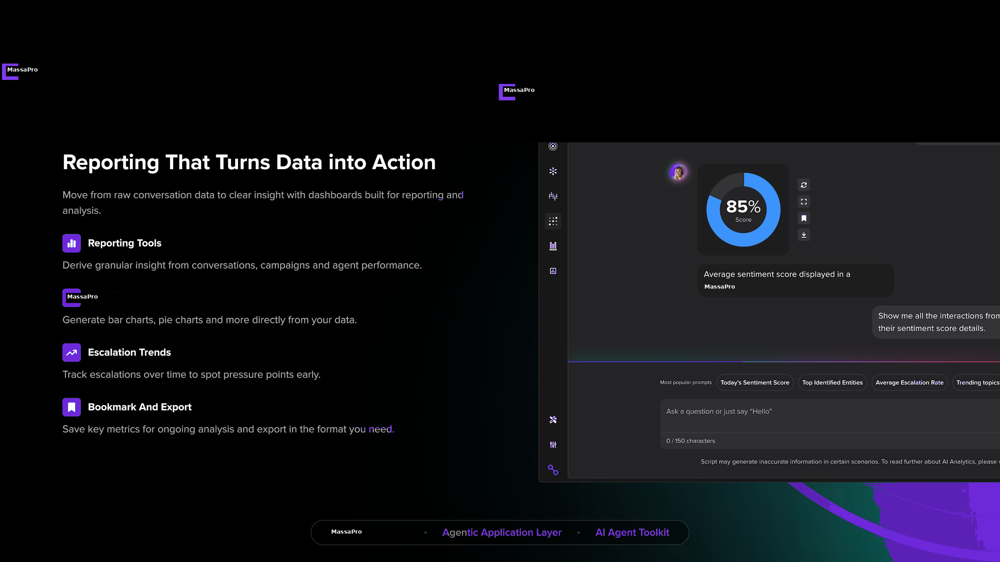 MassaPro
MassaPro
Reporting That Turns Data into Action
Move from raw conversation data to clear insight with dashboards built for reporting and
analysis.
Reporting Tools
Derive granular insight from conversations, campaigns and agent performance.
MassaPro
Generate bar charts, pie charts and more directly from your data.
Escalation Trends
Track escalations over time to spot pressure points early.
Bookmark And Export
Save key metrics for ongoing analysis and export in the format you need.
85%
Score
Average sentiment score displayed in a
MassaPro
Show me all the interactions from
their sentiment score details.
Most popular prompts
Today’s Sentiment Score
Top Identified Entities
Average Escalation Rate
Trending topics
Ask a question or just say “Hello”
0 / 150 characters
Script may generate inaccurate information in certain scenarios. To read further about AI Analytics, please
MassaPro • Agentic Application Layer • AI Agent Toolkit